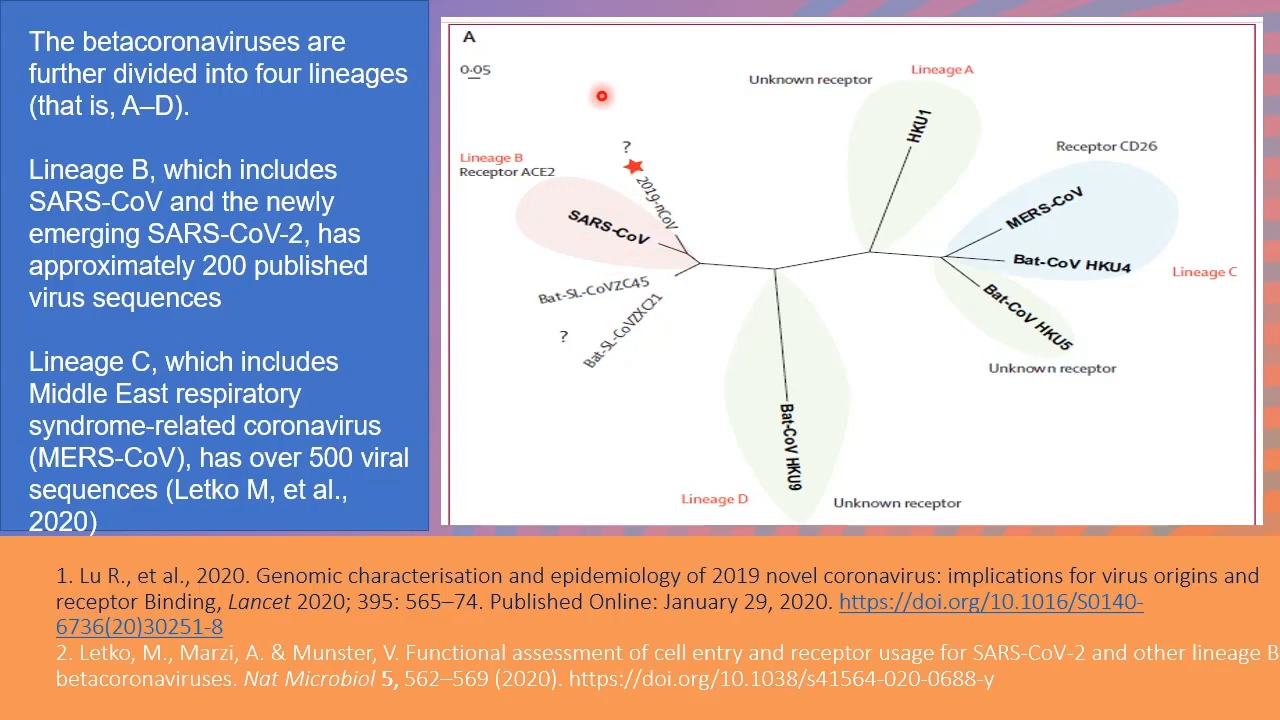 The betacoronaviruses are
further divided into four lineages
(that is, A–D).
Lineage B, which includes
SARS-CoV and the newly
emerging SARS-CoV-2, has
approximately 200 published
virus sequences
Lineage C, which includes
Middle East respiratory
syndrome-related coronavirus
(MERS-CoV), has over 500 viral
sequences (Letko M, et al.,
2020)
A
0·05
Unknown receptor
Lineage A
HKU1
?
2019-nCoV
Lineage B
Receptor ACE2
SARS-CoV
Bat-SL-CoVZC45
?
Bat-SL-CoVZXC21
Receptor CD26
MERS-CoV
Bat-CoV HKU4
Lineage C
Bat-CoV HKU5
Unknown receptor
Bat-CoV HKU9
Lineage D
Unknown receptor
1. Lu R., et al., 2020. Genomic characterisation and epidemiology of 2019 novel coronavirus: implications for virus origins and
receptor Binding, Lancet 2020; 395: 565–74. Published Online: January 29, 2020. https://doi.org/10.1016/S0140-
6736(20)30251-8
2. Letko, M., Marzi, A. & Munster, V. Functional assessment of cell entry and receptor usage for SARS-CoV-2 and other lineage B
betacoronaviruses. Nat Microbiol 5, 562–569 (2020). https://doi.org/10.1038/s41564-020-0688-y